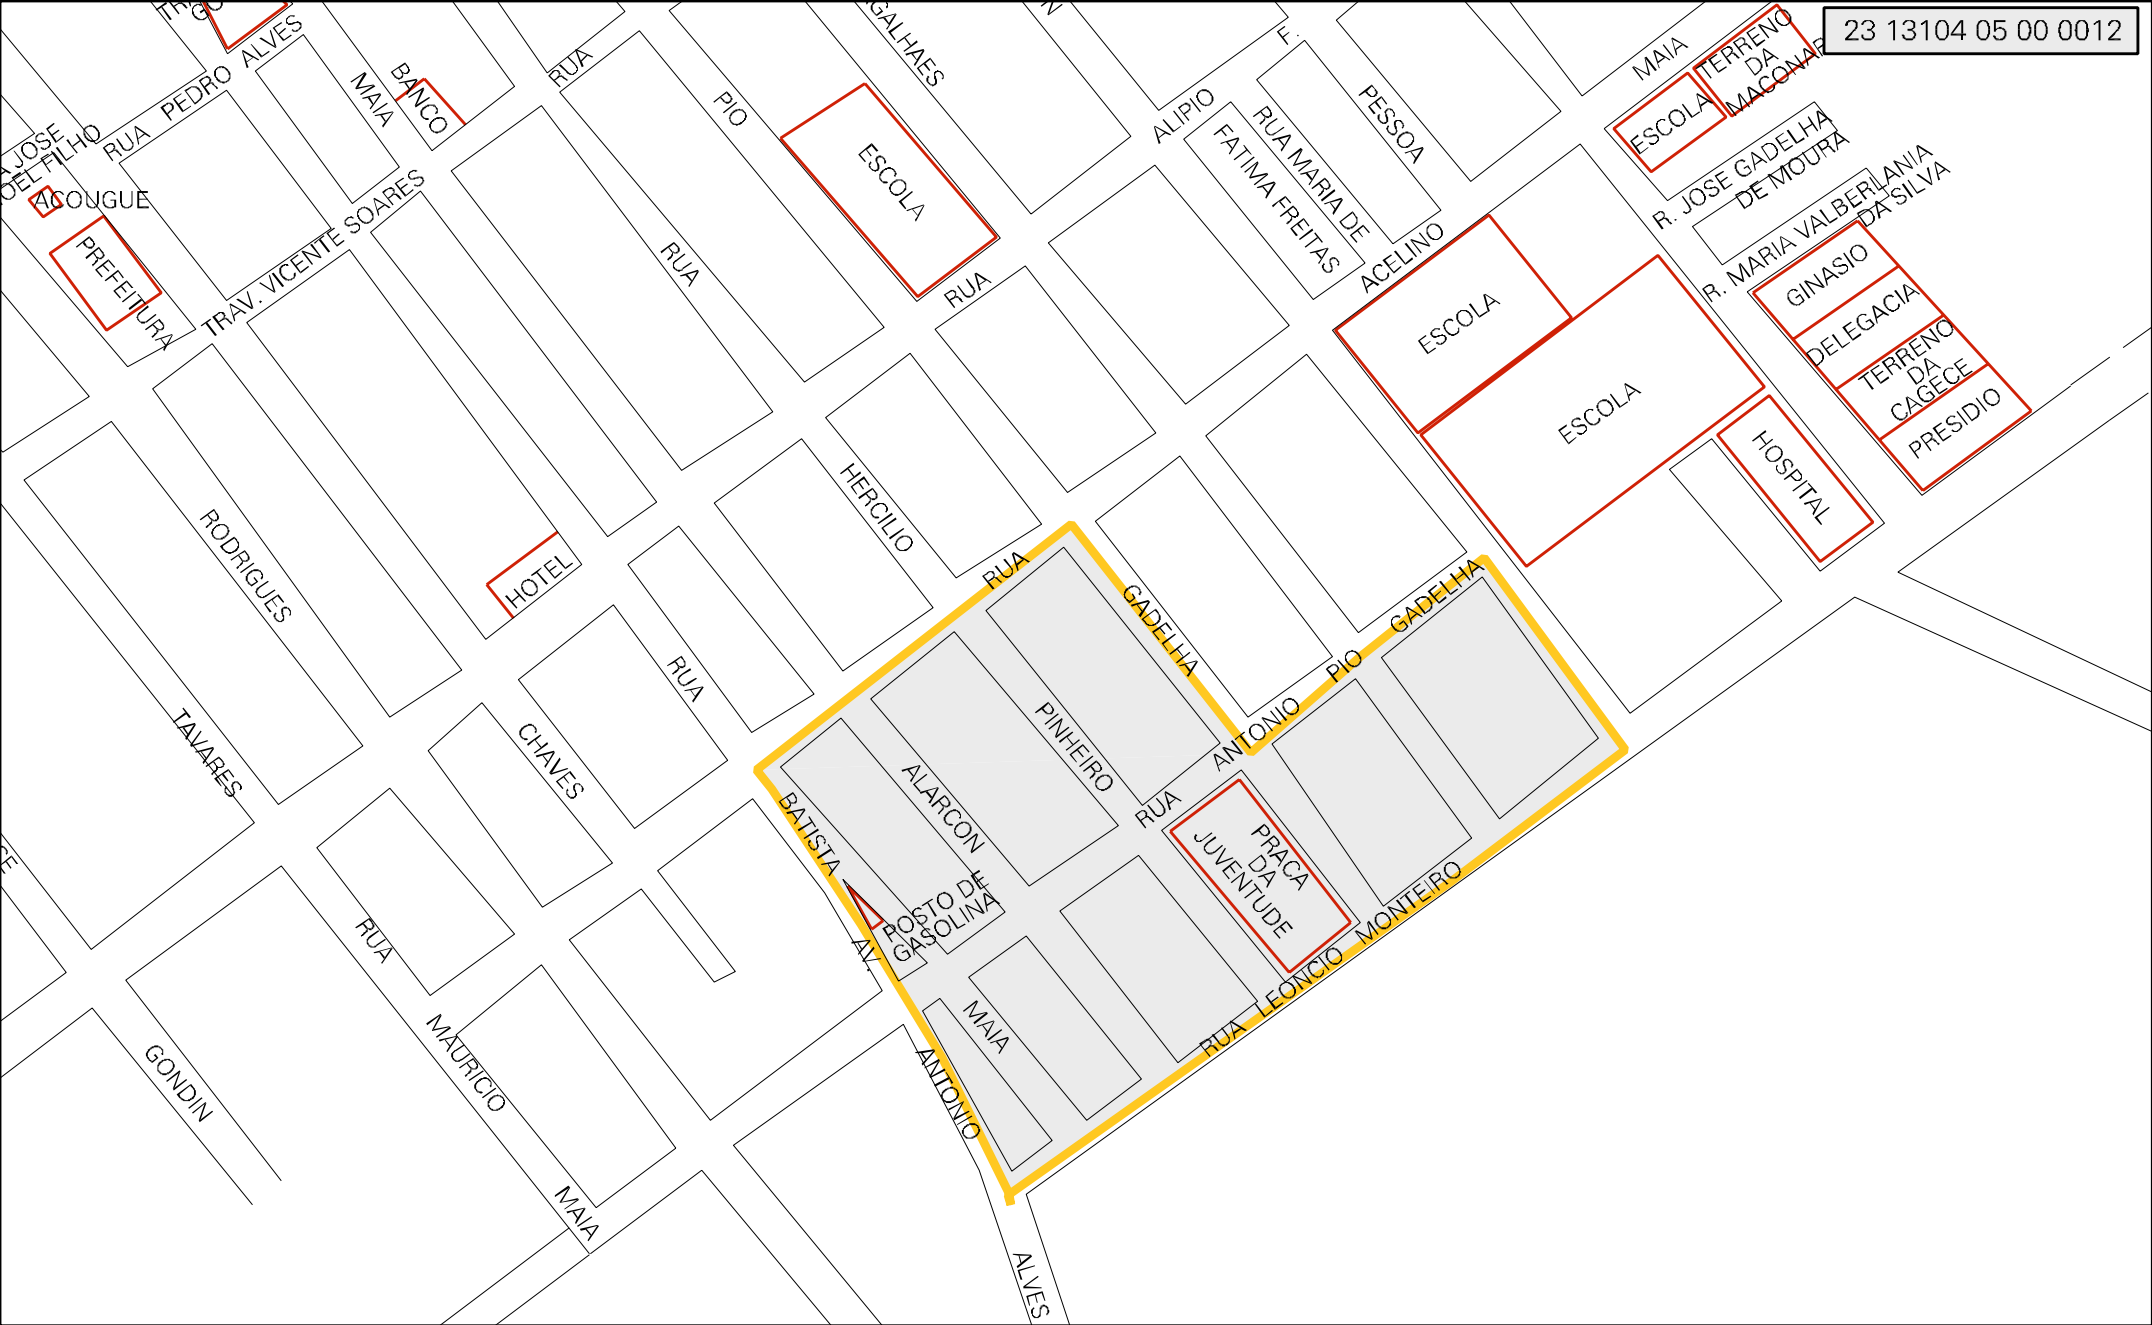 23 13104 05 00 0012
RUA PEDRO ALVES
MAIA
BANCO
RUA
PIO
GALHAES
ALIPIO
F.
PESSOA
MAIA
TERRENO
DA
MACONAR
ESCOLA
R. JOSE GADELHA
DE MOURA
R. MARIA VALBERLANIA
DA SILVA
JOSE
OEL FILHO
ACOUGUE
PREFEITURA
TRAV. VICENTE SOARES
RUA
ESCOLA
RUA
RUA MARIA DE
FATIMA FREITAS
ACELINO
ESCOLA
ESCOLA
GINASIO
DELEGACIA
TERRENO
DA
CAGECE
PRESIDIO
HOSPITAL
RODRIGUES
HOTEL
HERCILIO
RUA
GADELHA
GADELHA
PIO
ANTONIO
RUA
TAVARES
CHAVES
RUA
PINHEIRO
ALARCON
BATISTA
POSTO DE
GASOLINA
AV.
PRACA
DA
JUVENTUDE
MONTEIRO
LEONCIO
RUA
MAIA
RUA
MAURICIO
GONDIN
ANTONIO
MAIA
ALVES